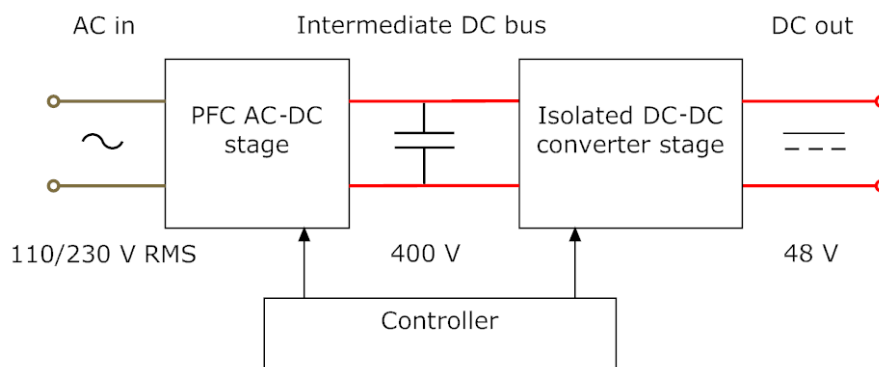 AC in
Intermediate DC bus
DC out
PFC AC-DC
stage
Isolated DC-DC
converter stage
110/230 V RMS
400 V
48 V
Controller